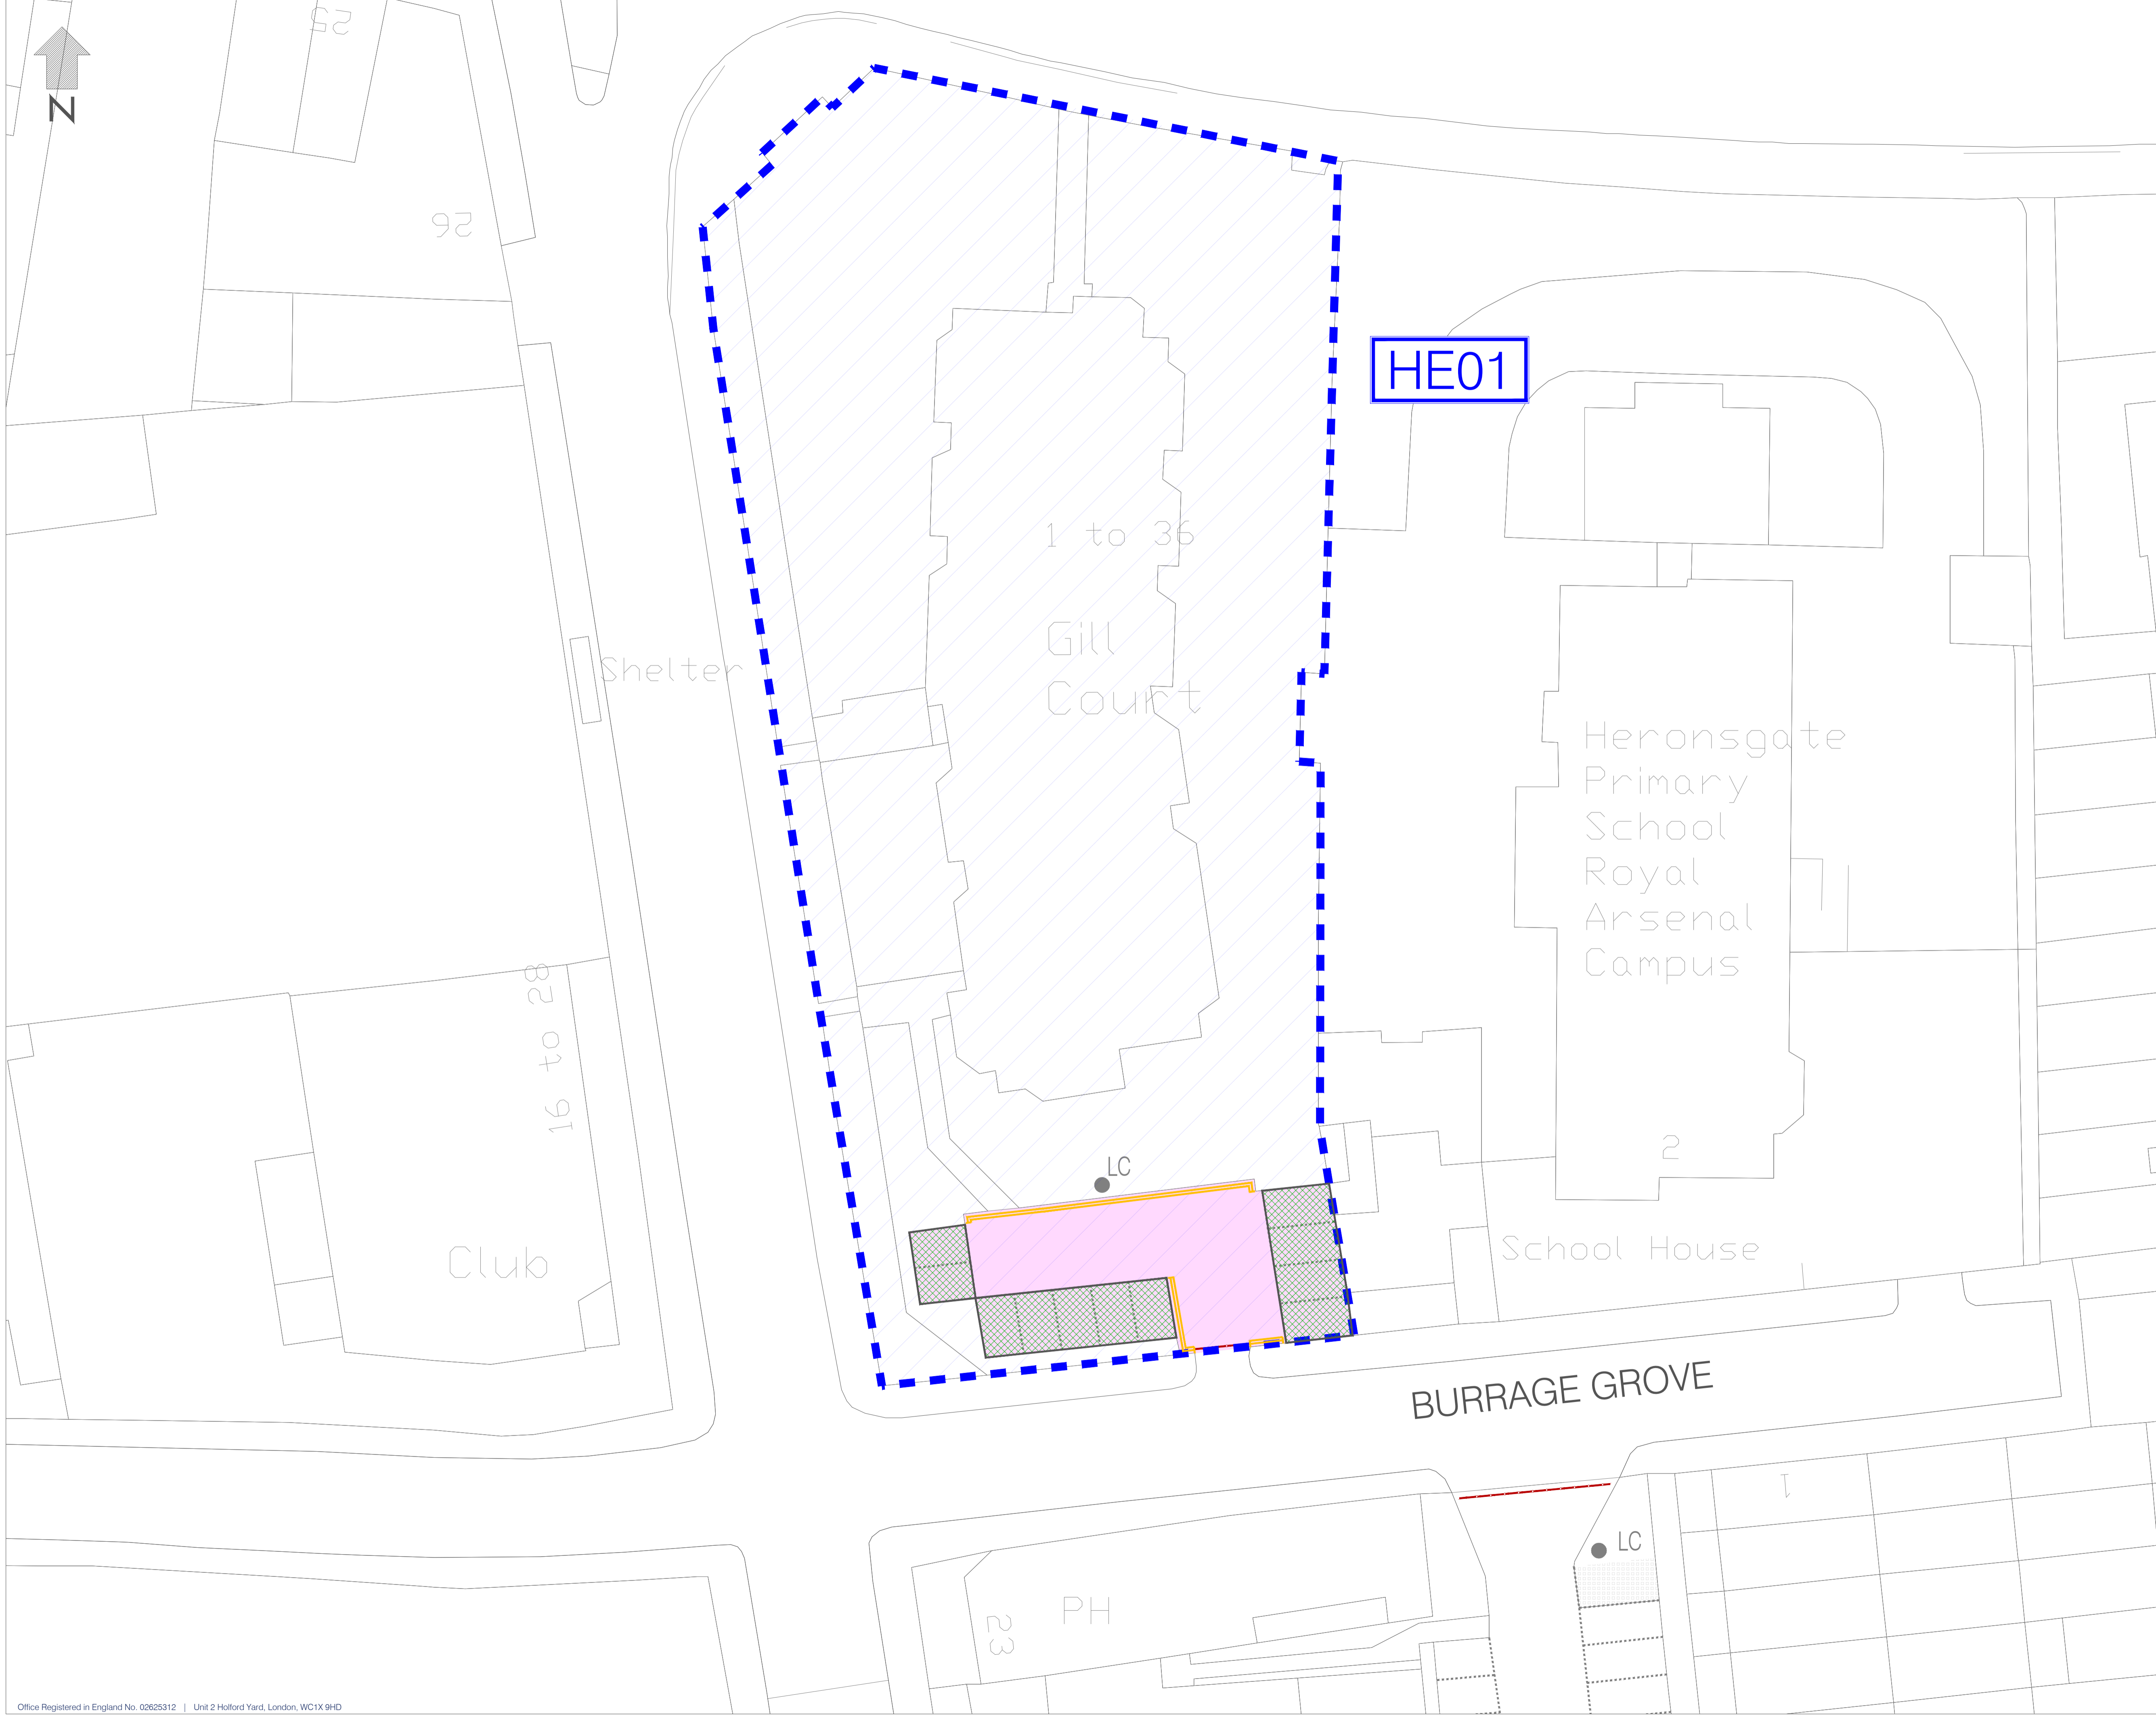 N
25
26
HE01
1 to 36
Gill
Court
Shelter
Heronsgate
Primary
School
Royal
Arsenal
Campus
16 to 28
2
LC
Club
School House
BURRAGE GROVE
1
LC
PH
23
Office Registered in England No. 02625312 | Unit 2 Holford Yard, London, WC1X 9HD